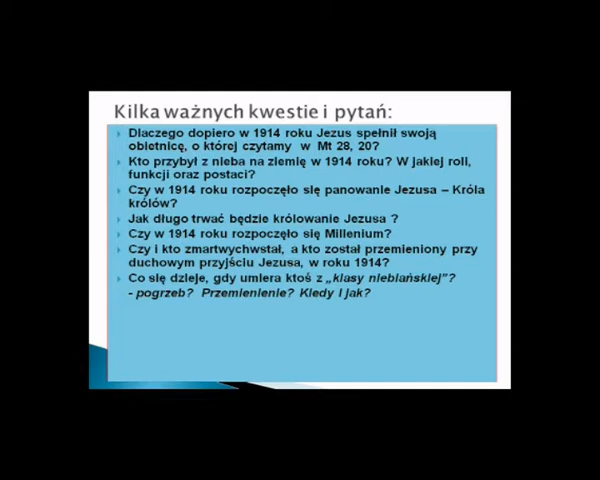 Kilka ważnych kwestie i pytań:
Dlaczego dopiero w 1914 roku Jezus spełnił swoją
obietnicę, o której czytamy w Mt 28, 20?
Kto przybył z nieba na ziemię w 1914 roku? W jakiej roli,
funkcji oraz postaci?
Czy w 1914 roku rozpoczęło się panowanie Jezusa – Króla
królów?
Jak długo trwać będzie królowanie Jezusa ?
Czy w 1914 roku rozpoczęło się Millenium?
Czy i kto zmartwychwstał, a kto został przemieniony przy
duchowym przyjściu Jezusa, w roku 1914?
Co się dzieje, gdy umiera ktoś z „klasy niebiańskiej"?
- pogrzeb? Przemienienie? Kiedy i jak?